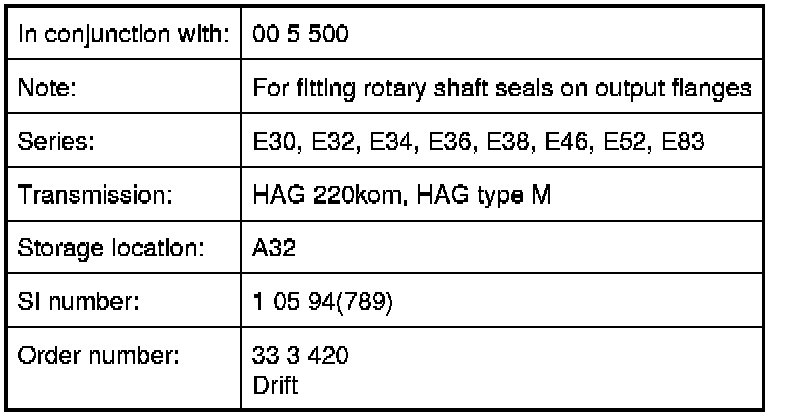 In conjunction with: 00 5 500
Note: For fitting rotary shaft seals on output flanges
Series: E30, E32, E34, E36, E38, E46, E52, E83
Transmission: HAG 220kom, HAG type M
Storage location: A32
SI number: 1 05 94(789)
Order number: 33 3 420
Drift